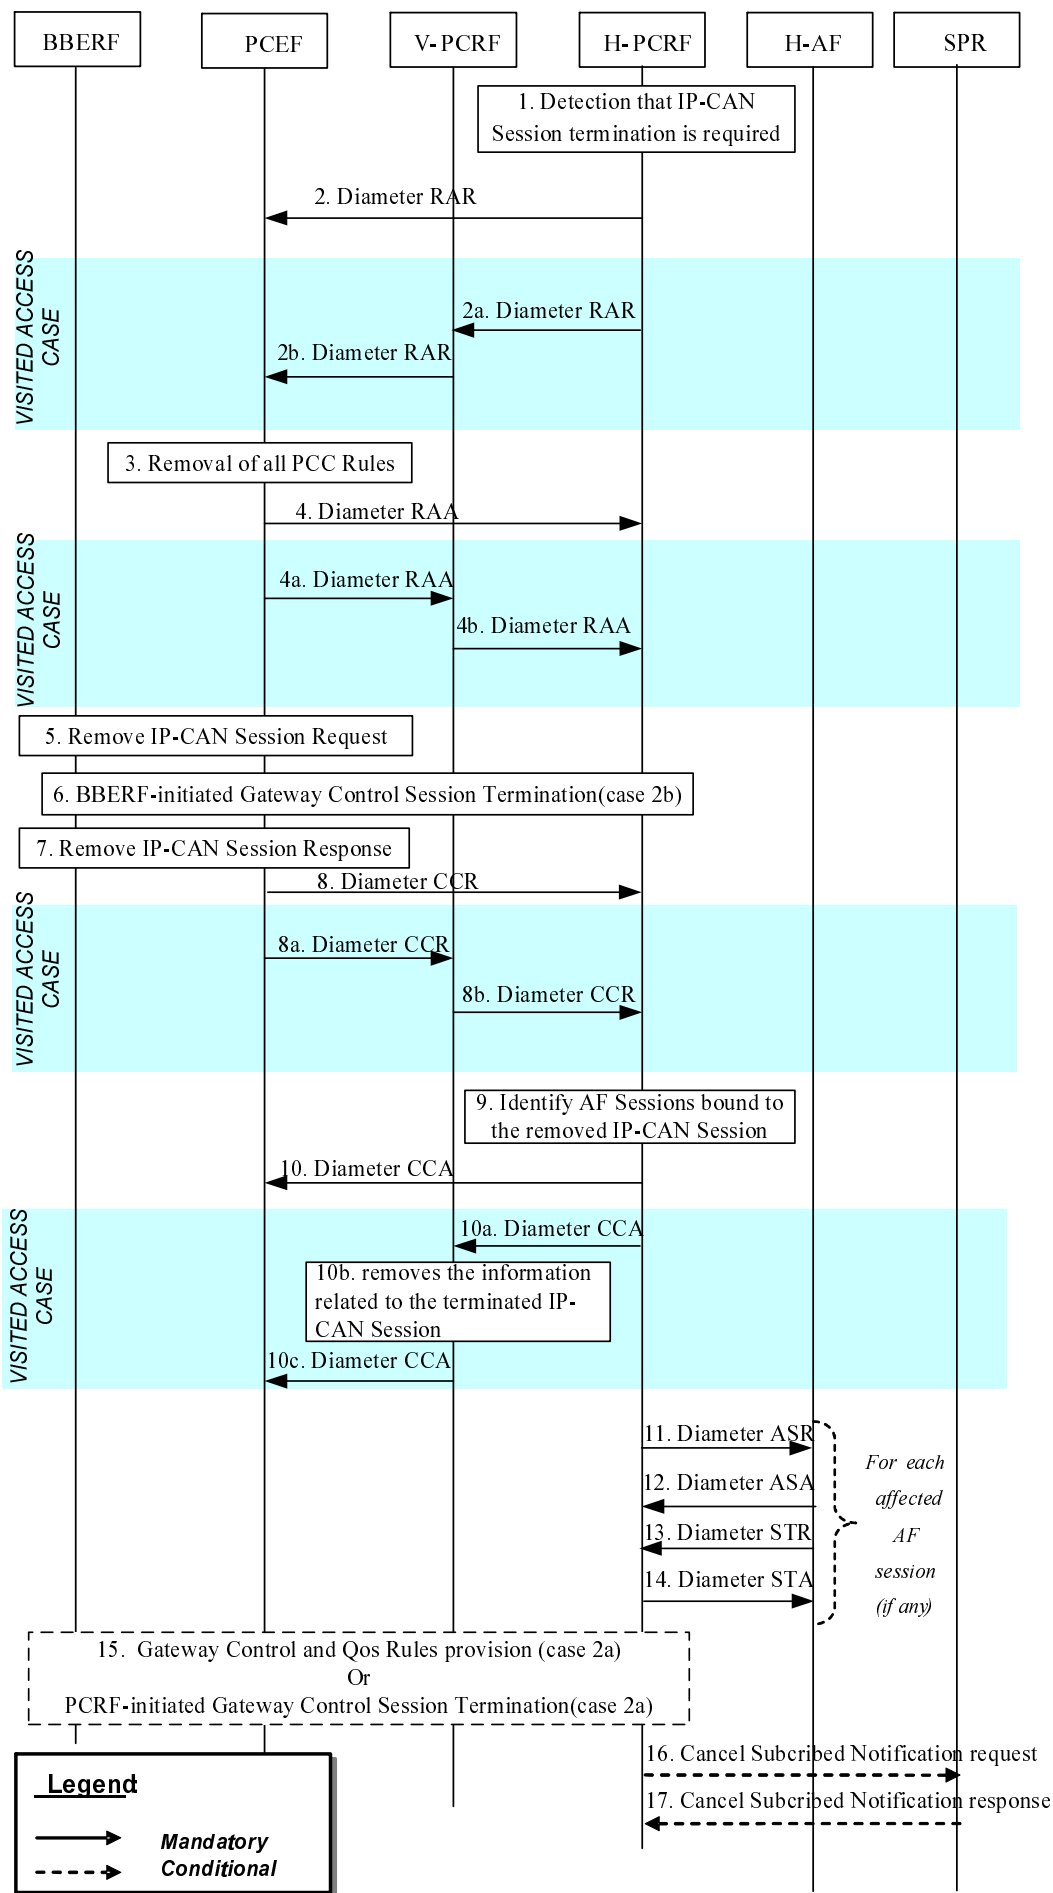 BBERF
PCEF
V-PCRF
H-PCRF
H-AF
SPR
1. Detection that IP-CAN
Session termination is required
2. Diameter RAR
VISITED ACCESS
CASE
2a. Diameter RAR
2b. Diameter RAR
3. Removal of all PCC Rules
4. Diameter RAA
VISITED ACCESS
CASE
4a. Diameter RAA
4b. Diameter RAA
5. Remove IP-CAN Session Request
6. BBERF-initiated Gateway Control Session Termination(case 2b)
7. Remove IP-CAN Session Response
8. Diameter CCR
VISITED ACCESS
CASE
8a. Diameter CCR
8b. Diameter CCR
9. Identify AF Sessions bound to
the removed IP-CAN Session
10. Diameter CCA
VISITED ACCESS
CASE
10a. Diameter CCA
10b. removes the information
related to the terminated IP-
CAN Session
10c. Diameter CCA
11. Diameter ASR
12. Diameter ASA
13. Diameter STR
14. Diameter STA
For each
affected
AF
session
(if any)
15. Gateway Control and Qos Rules provision (case 2a)
Or
PCRF-initiated Gateway Control Session Termination(case 2a)
16. Cancel Subcribed Notification request
17. Cancel Subcribed Notification response
Legend:
Mandatory
Conditional